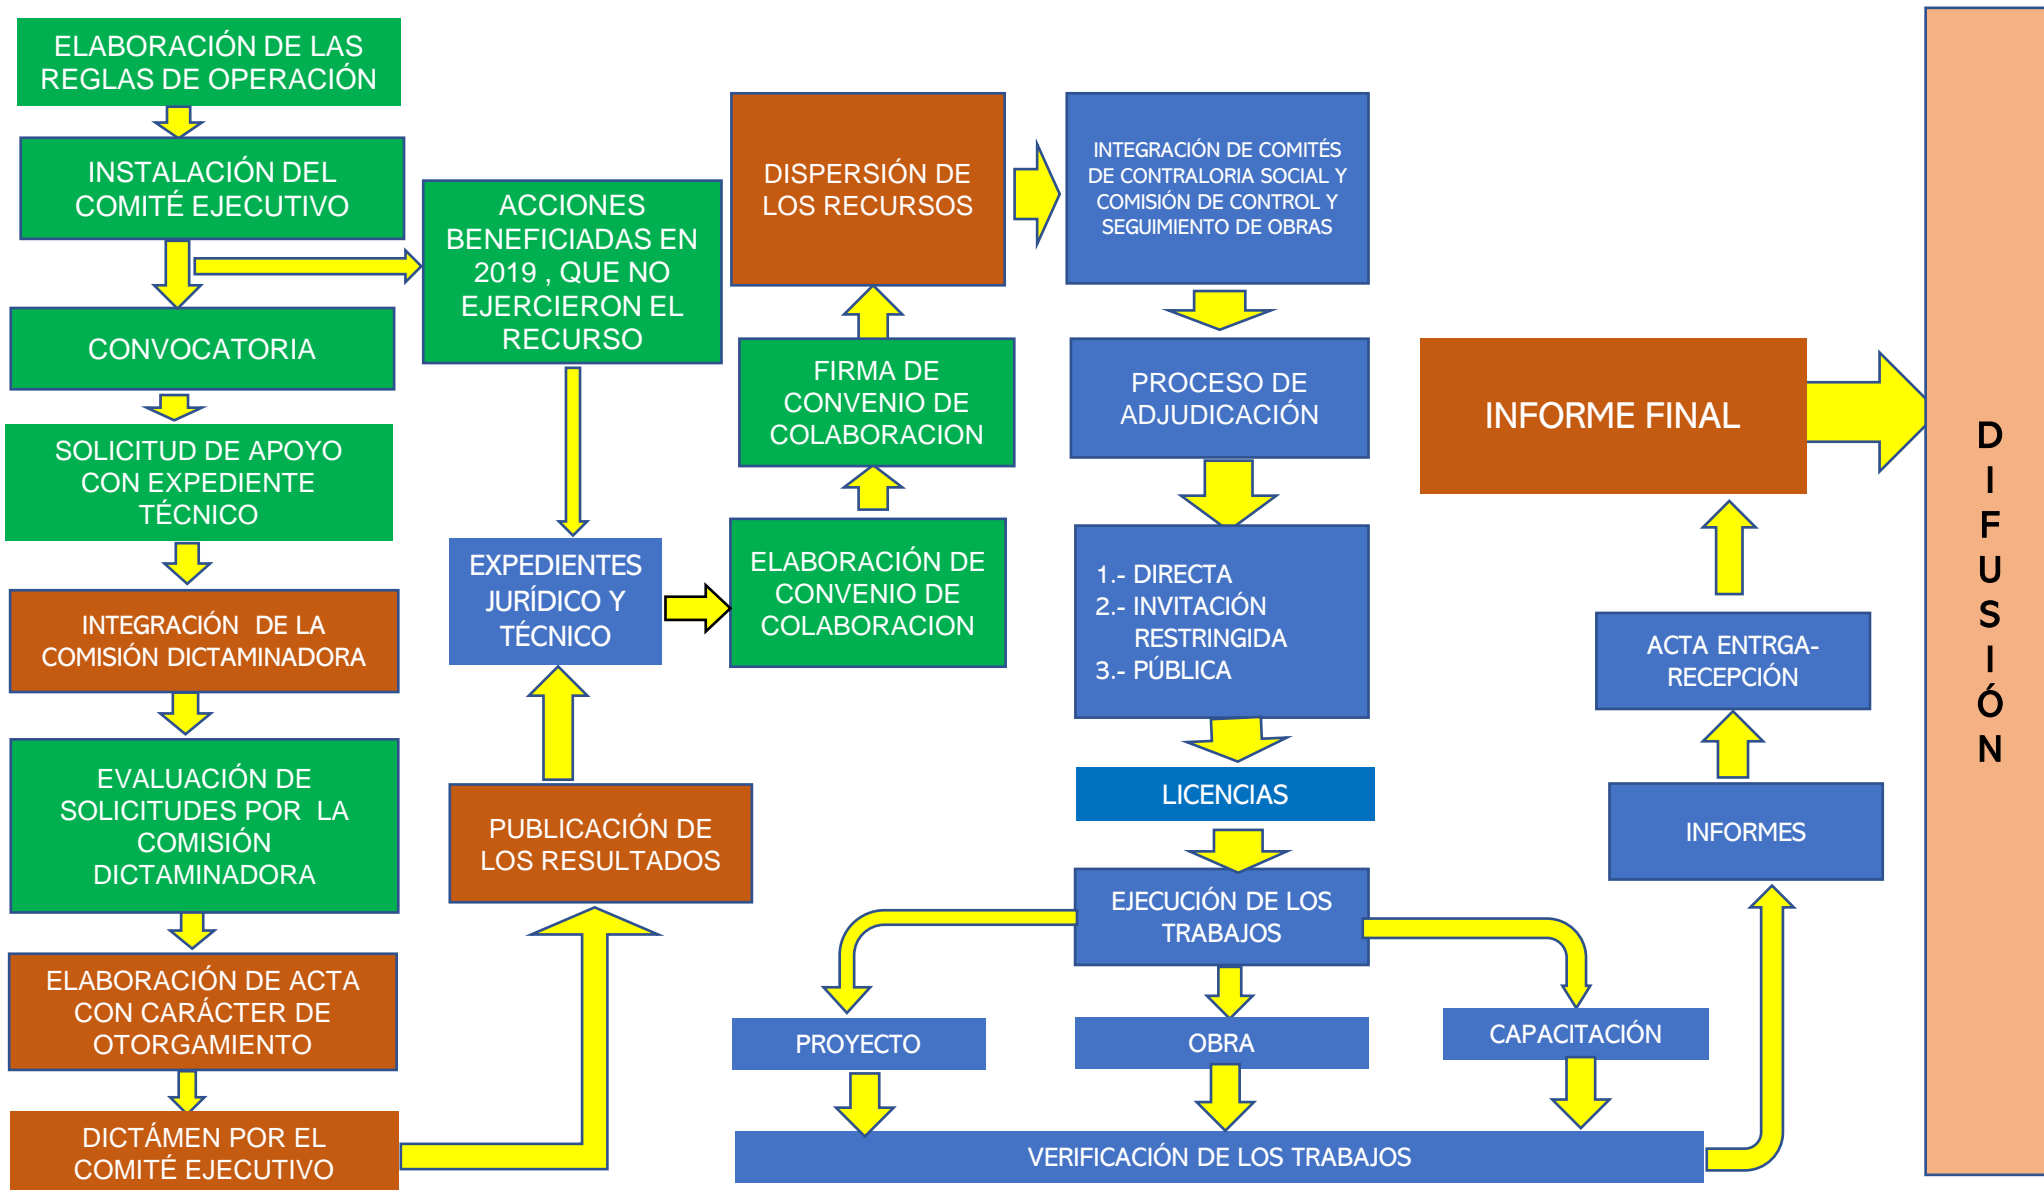 ELABORACIÓN DE LAS
REGLAS DE OPERACIÓN
INSTALACIÓN DEL
COMITÉ EJECUTIVO
CONVOCATORIA
SOLICITUD DE APOYO
CON EXPEDIENTE
TÉCNICO
INTEGRACIÓN DE LA
COMISIÓN DICTAMINADORA
EVALUACIÓN DE
SOLICITUDES POR LA
COMISIÓN
DICTAMINADORA
ELABORACIÓN DE ACTA
CON CARÁCTER DE
OTORGAMIENTO
DICTÁMEN POR EL
COMITÉ EJECUTIVO
ACCIONES
BENEFICIADAS EN
2019 , QUE NO
EJERCIERON EL
RECURSO
EXPEDIENTES
JURÍDICO Y
TÉCNICO
PUBLICACIÓN DE
LOS RESULTADOS
DISPERSIÓN DE
LOS RECURSOS
FIRMA DE
CONVENIO DE
COLABORACION
ELABORACIÓN DE
CONVENIO DE
COLABORACION
INTEGRACIÓN DE COMITÉS
DE CONTRALORIA SOCIAL Y
COMISIÓN DE CONTROL Y
SEGUIMIENTO DE OBRAS
PROCESO DE
ADJUDICACIÓN
1.- DIRECTA
2.- INVITACIÓN
RESTRINGIDA
3.- PÚBLICA
LICENCIAS
EJECUCIÓN DE LOS
TRABAJOS
PROYECTO
OBRA
CAPACITACIÓN
VERIFICACIÓN DE LOS TRABAJOS
INFORME FINAL
ACTA ENTRGA-
RECEPCIÓN
INFORMES
D
I
F
U
S
I
Ó
N